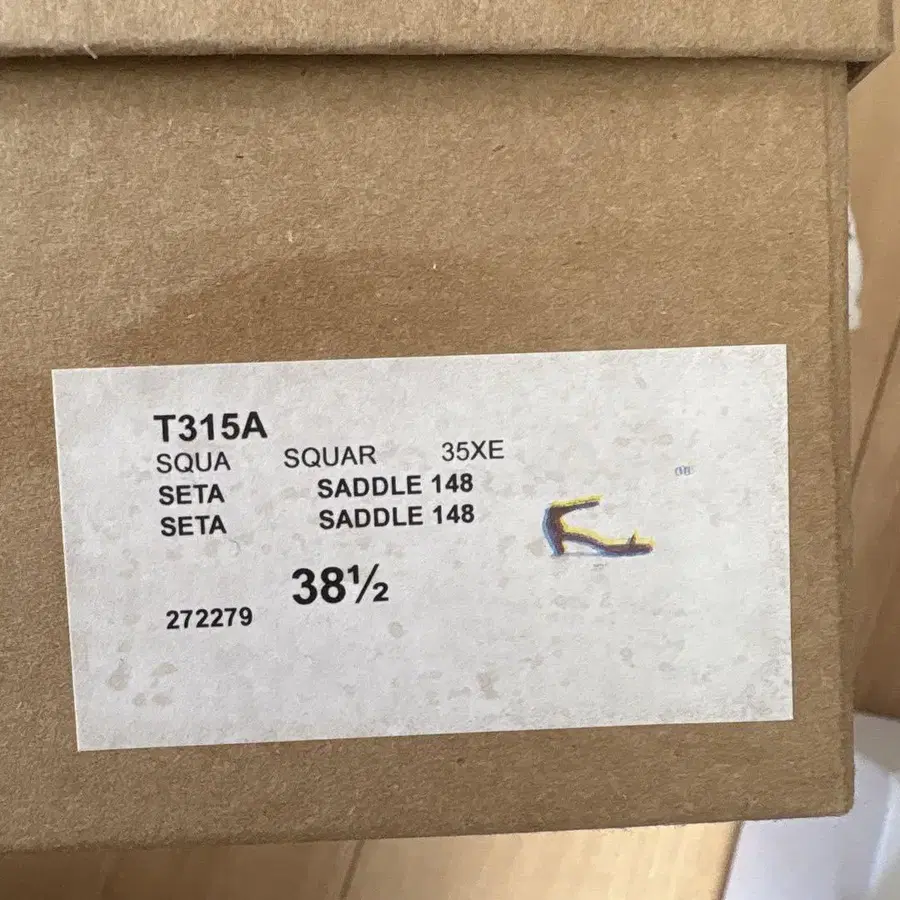 T315A
SQUA SQUAR 35XE
SETA SADDLE 148
SETA SADDLE 148
38½
272279